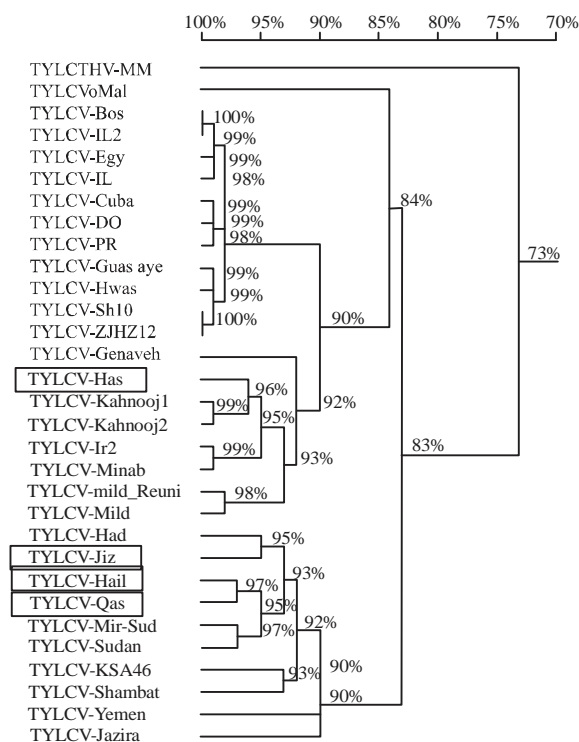 100% 95% 90% 85% 83% 80% 75% 70%
TYLCTHV-MM
TYLCVoMal
TYLCV-Bos
100%
TYLCV-IL2
99%
TYLCV-Egy
99%
TYLCV-IL
98%
TYLCV-Cuba
99%
84%
TYLCV-DO
99%
TYLCV-PR
98%
73%
TYLCV-Guas aye
99%
TYLCV-Hwas
99%
TYLCV-Sh10
100%
90%
TYLCV-ZJHZ12
TYLCV-Genaveh
TYLCV-Has
96%
TYLCV-Kahnooj1
99%
92%
TYLCV-Kahnooj2
95%
TYLCV-Ir2
99%
83%
TYLCV-Minab
93%
TYLCV-mild_Reuni
98%
TYLCV-Mild
TYLCV-Had
95%
TYLCV-Jiz
93%
TYLCV-Hail
97%
TYLCV-Qas
95%
TYLCV-Mir-Sud
97%
92%
TYLCV-Sudan
TYLCV-KSA46
93%
90%
TYLCV-Shambat
90%
TYLCV-Yemen
TYLCV-Jazira